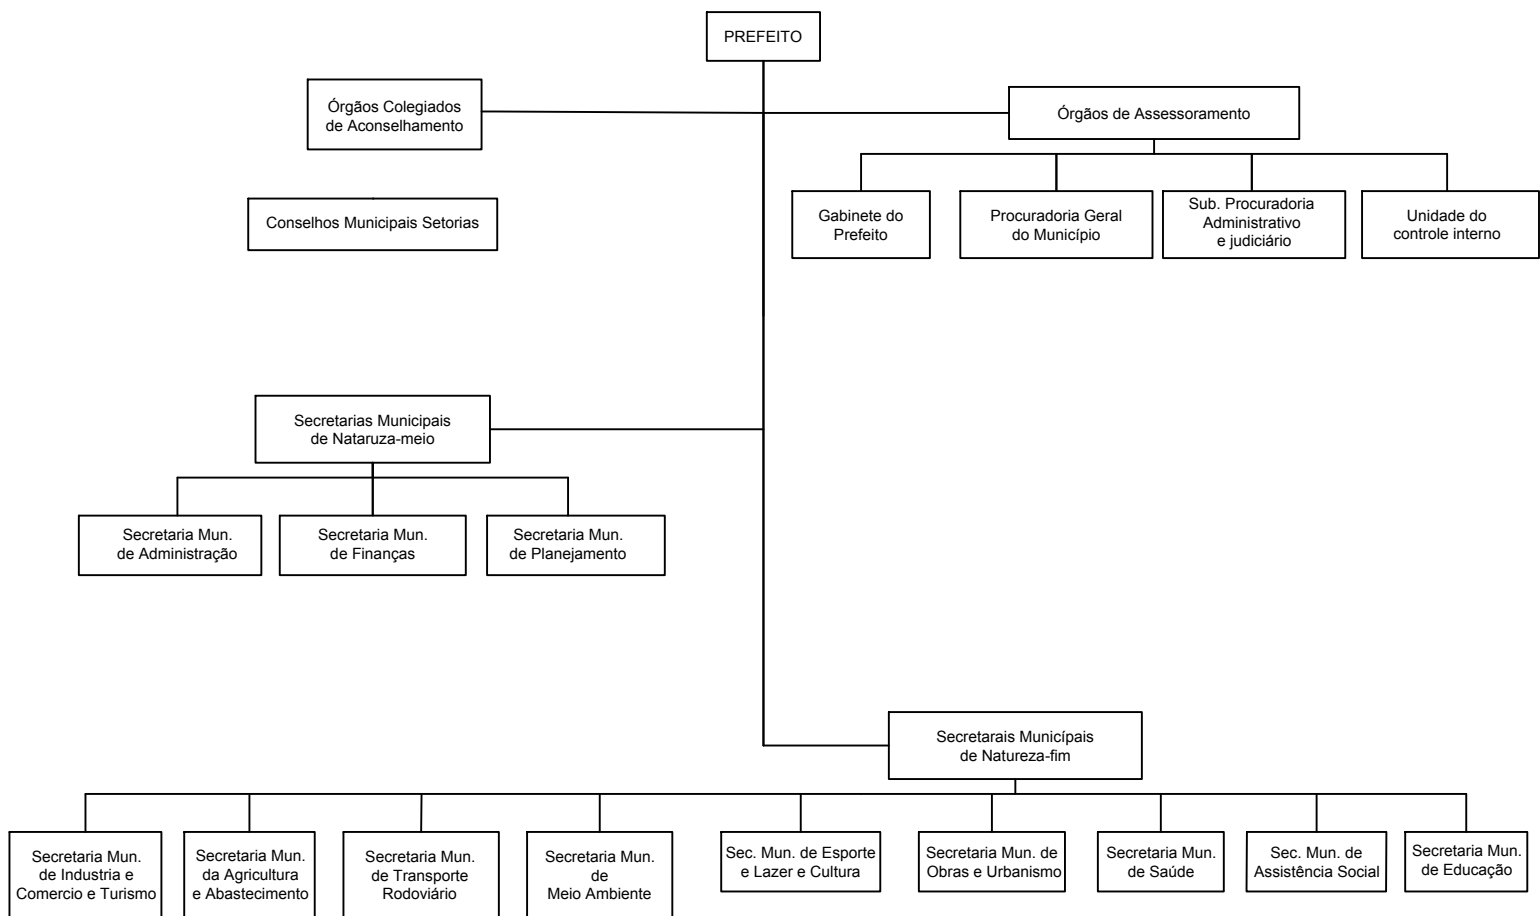 PREFEITO
Órgãos Colegiados
de Aconselhamento
Órgãos de Assessoramento
Conselhos Municipais Setorias
Gabinete do
Prefeito
Procuradoria Geral
do Município
Sub. Procuradoria
Administrativo
e judiciário
Unidade do
controle interno
Secretarias Municipais
de Nataruza-meio
Secretaria Mun.
de Administração
Secretaria Mun.
de Finanças
Secretaria Mun.
de Planejamento
Secretarais Municípais
de Natureza-fim
Secretaria Mun.
de Industria e
Comercio e Turismo
Secretaria Mun.
da Agricultura
e Abastecimento
Secretaria Mun.
de Transporte
Rodoviário
Secretaria Mun.
de
Meio Ambiente
Sec. Mun. de Esporte
e Lazer e Cultura
Secretaria Mun. de
Obras e Urbanismo
Secretaria Mun.
de Saúde
Sec. Mun. de
Assistência Social
Secretaria Mun.
de Educação